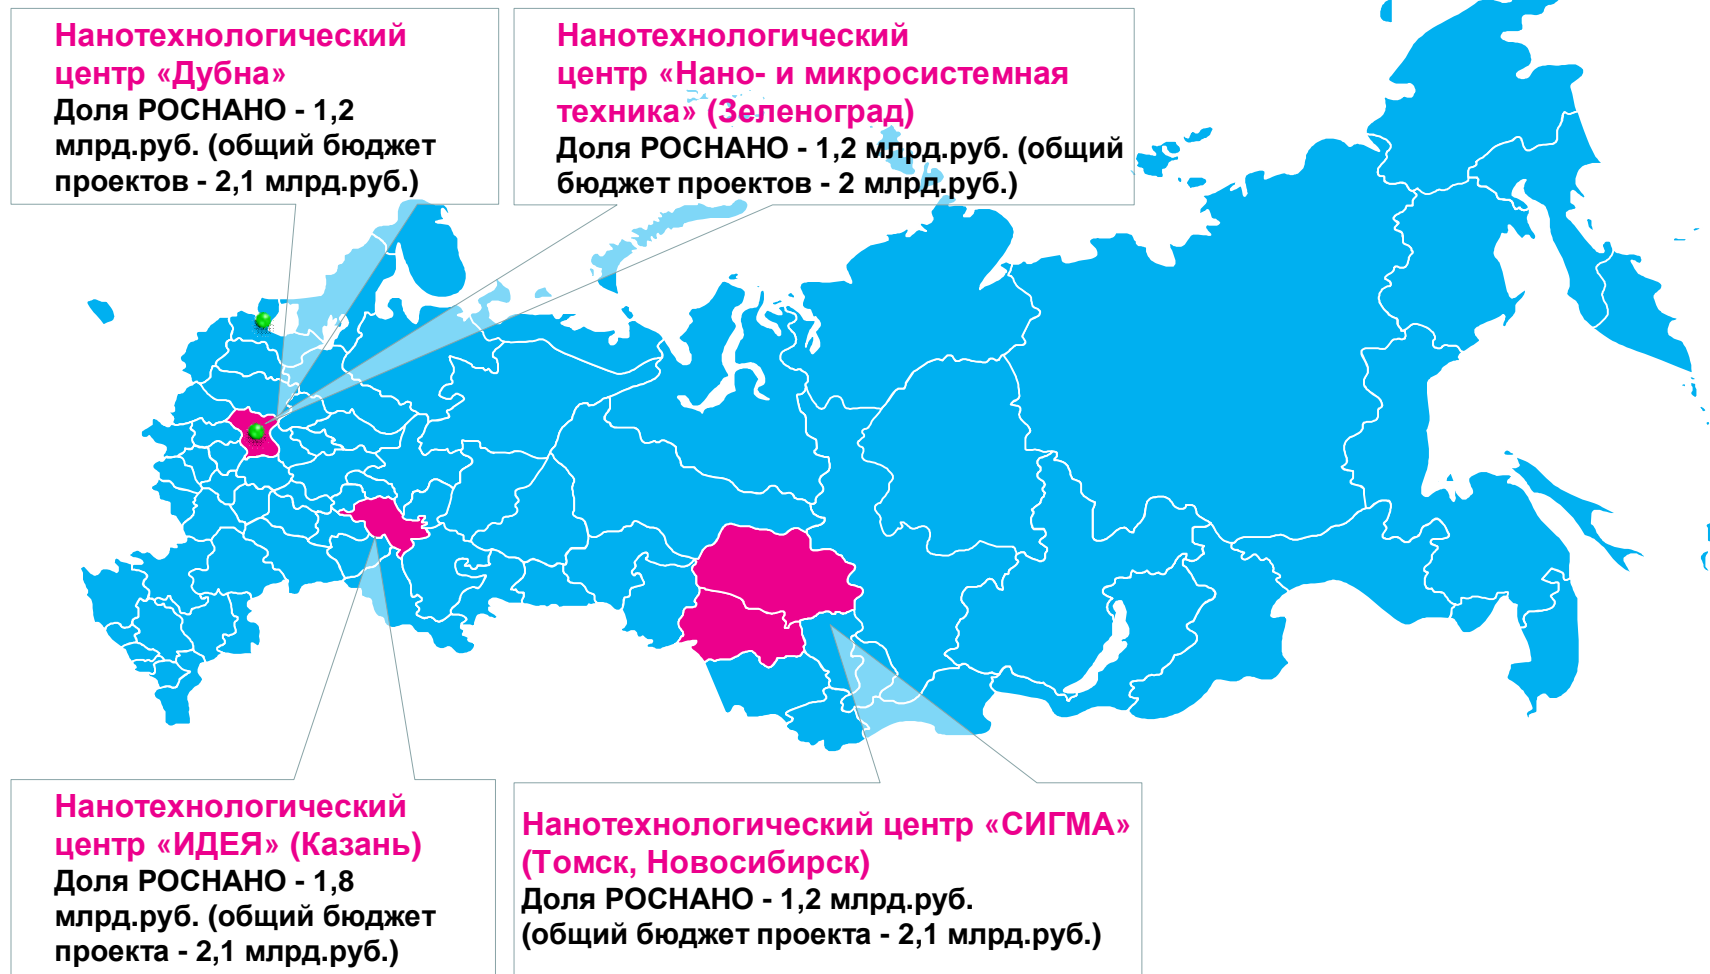 Нанотехнологический
центр «Дубна»
Доля РОСНАНО - 1,2
млрд.руб. (общий бюджет
проектов - 2,1 млрд.руб.)
Нанотехнологический
центр «Нано- и микросистемная
техника» (Зеленоград)
Доля РОСНАНО - 1,2 млрд.руб. (общий
бюджет проектов - 2 млрд.руб.)
Нанотехнологический
центр «ИДЕЯ» (Казань)
Доля РОСНАНО - 1,8
млрд.руб. (общий бюджет
проекта - 2,1 млрд.руб.)
Нанотехнологический центр «СИГМА»
(Томск, Новосибирск)
Доля РОСНАНО - 1,2 млрд.руб.
(общий бюджет проекта - 2,1 млрд.руб.)